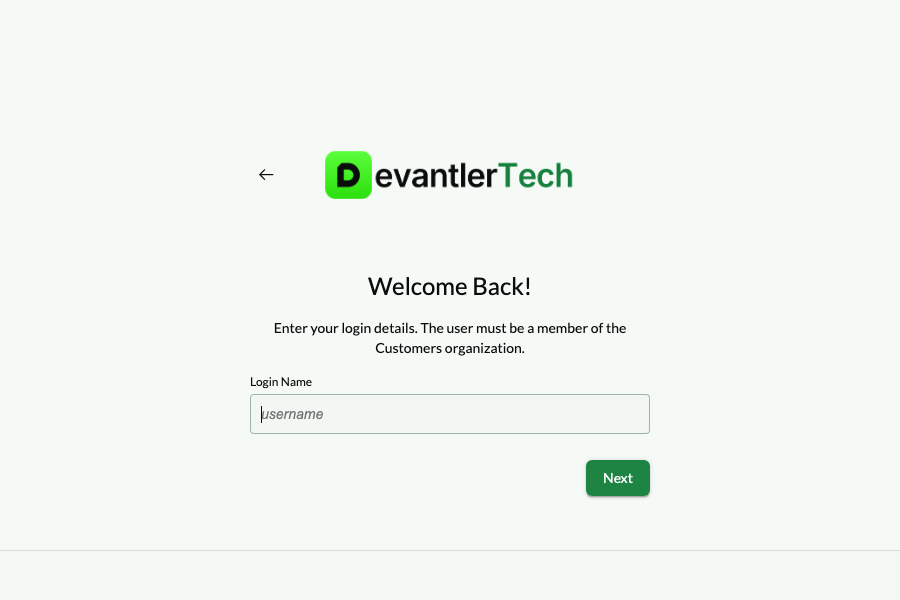 DevantlerTech
Welcome Back!
Enter your login details. The user must be a member of the
Customers organization.
Login Name
username
Next